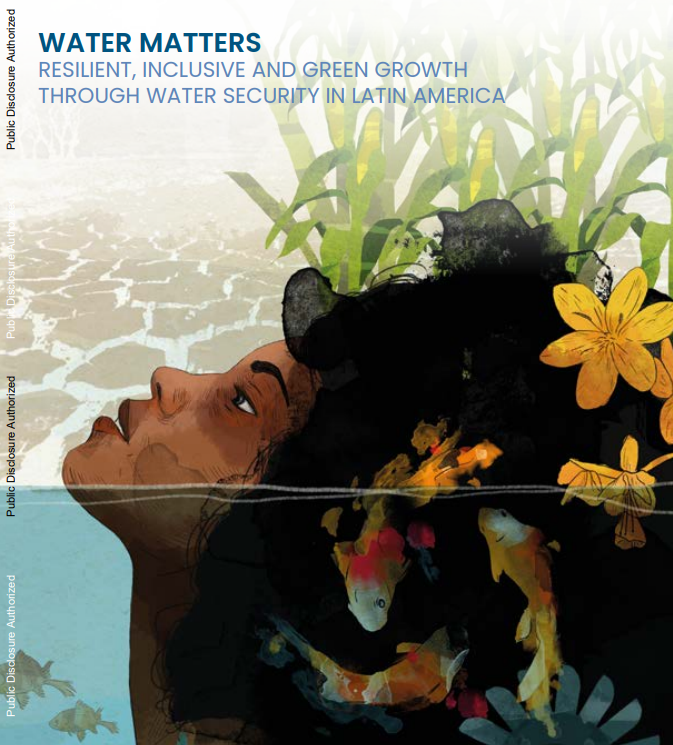 WATER MATTERS
RESILIENT, INCLUSIVE AND GREEN GROWTH
THROUGH WATER SECURITY IN LATIN AMERICA
Public Disclosure Authorized
Public Disclosure Authorized
Public Disclosure Authorized
Public Disclosure Authorized